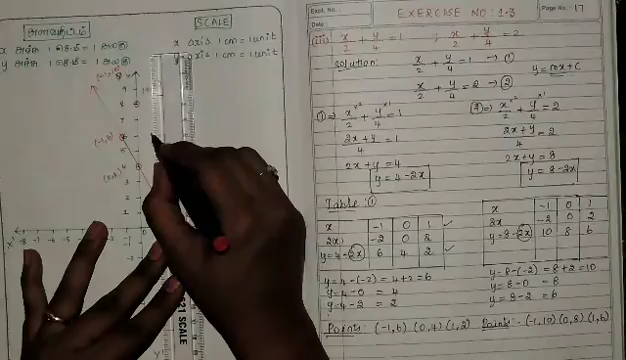 SCALE
x axis 1 cm = 1 unit
y axis 1 cm = 1 unit
Expt. No.
Date
EXERCISE NO: 1.3
Page No.: 17
(iii) x/2 + y/4 = 1 ; x/2 + y/4 = 2
Solution:
x/2 + y/4 = 1 → ①
y = mx + c
x/2 + y/4 = 2 → ②
① ⇒ x×2/2 + y×1/4 = 1
② ⇒ x×2/2 + y×1/4 = 2
2x+y/4 = 1
2x+y/4 = 2
2x+y = 4
2x+y = 8
y = 4-2x
y = 8-2x
Table: ①
x -1 0 1
2x -2 0 2
y=4-2x 6 4 2
x -1 0 1
2x -2 0 2
y=8-2x 10 8 6
y=4-(-2) = 4+2 = 6
y=4-0 = 4
y=4-2 = 2
y=8-(-2) = 8+2 = 10
y=8-0 = 8
y=8-2 = 6
Points: (-1,6) (0,4) (1,2)
Points: (-1,10) (0,8) (1,6)
SCALE